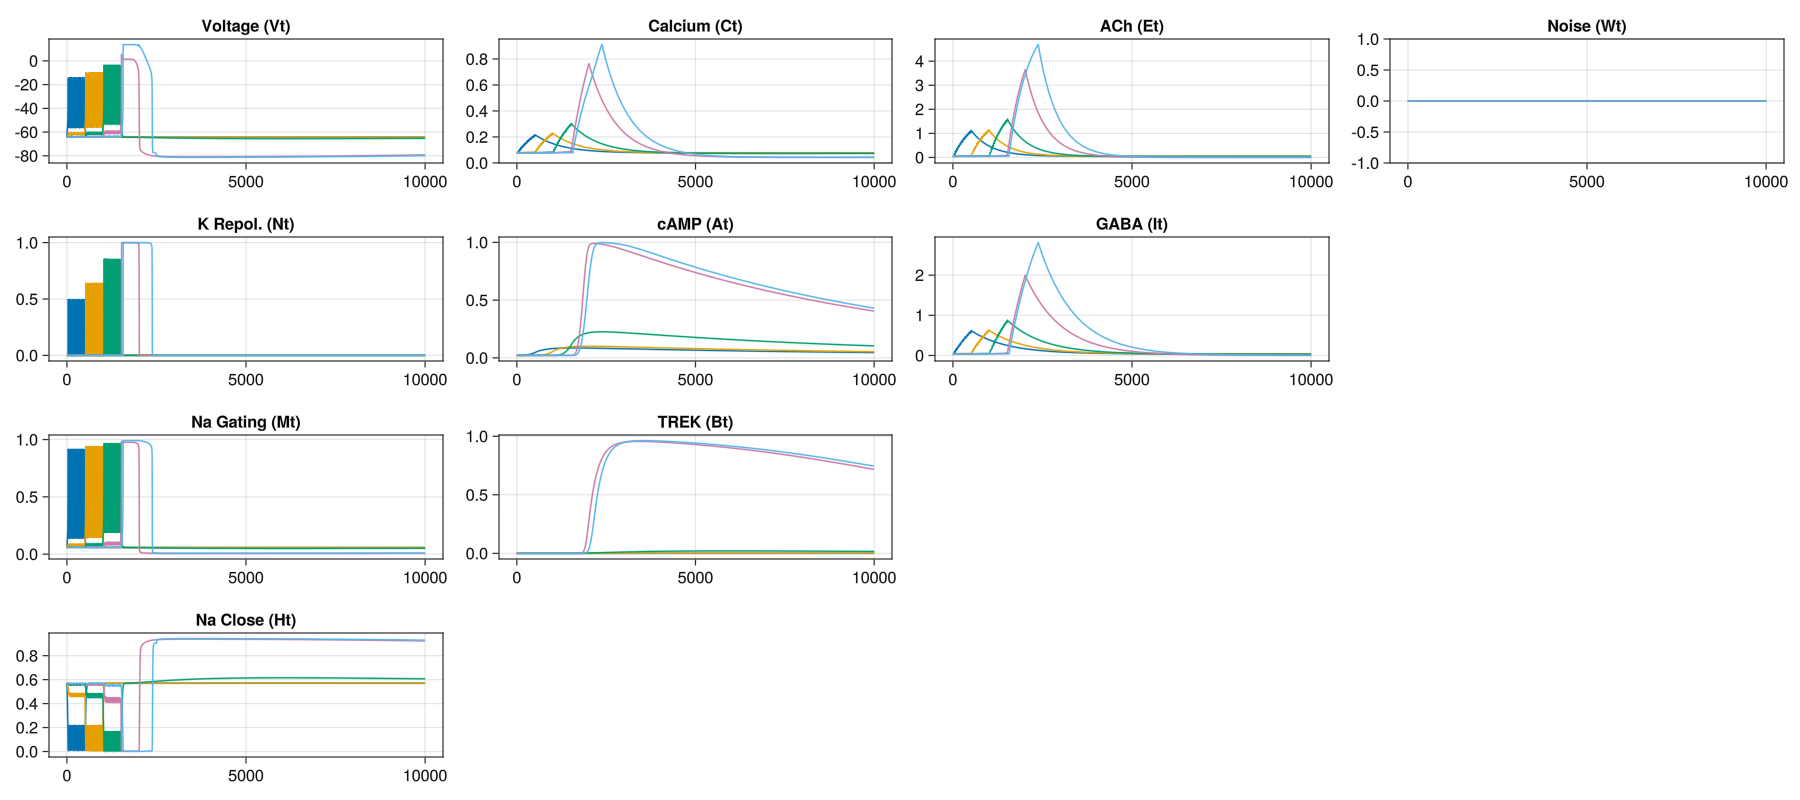 Voltage (Vt)
0
-20
-40
-60
-80
0 5000 10000
Calcium (Ct)
0.8
0.6
0.4
0.2
0.0
0 5000 10000
ACh (Et)
4
3
2
1
0
0 5000 10000
Noise (Wt)
1.0
0.5
0.0
-0.5
-1.0
0 5000 10000
K Repol. (Nt)
1.0
0.5
0.0
0 5000 10000
cAMP (At)
1.0
0.5
0.0
0 5000 10000
GABA (It)
2
1
0
0 5000 10000
Na Gating (Mt)
1.0
0.5
0.0
0 5000 10000
TREK (Bt)
1.0
0.5
0.0
0 5000 10000
Na Close (Ht)
0.8
0.6
0.4
0.2
0.0
0 5000 10000